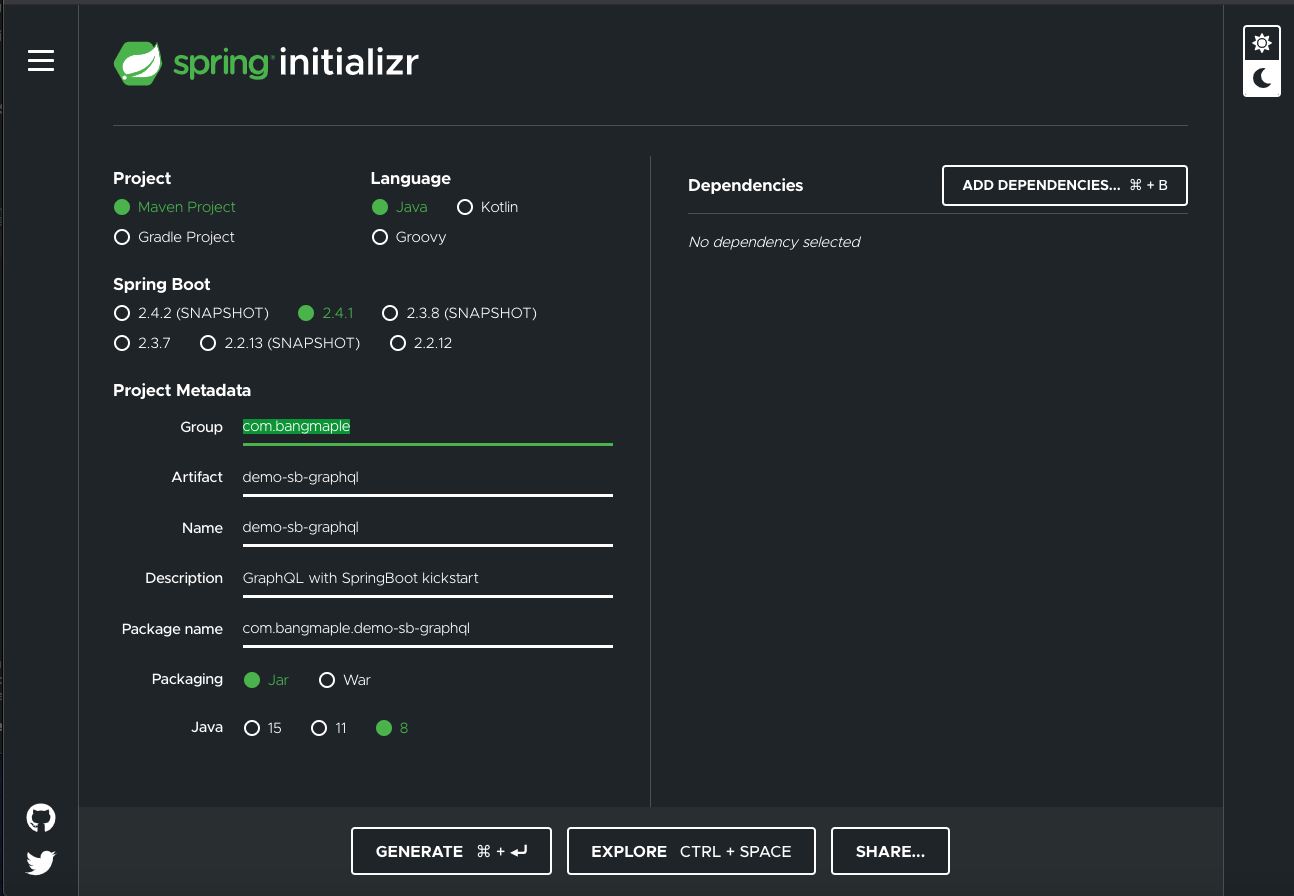 spring initializr
Project
Maven Project
Gradle Project
Language
Java Kotlin
Groovy
Spring Boot
2.4.2 (SNAPSHOT) 2.4.1 2.3.8 (SNAPSHOT)
2.3.7 2.2.13 (SNAPSHOT) 2.2.12
Project Metadata
Group com.bangmaple
Artifact demo-sb-graphql
Name demo-sb-graphql
Description GraphQL with SpringBoot kickstart
Package name com.bangmaple.demo-sb-graphql
Packaging Jar War
Java 15 11 8
Dependencies
ADD DEPENDENCIES... ⌘ + B
No dependency selected
GENERATE ⌘ + ↵
EXPLORE CTRL + SPACE
SHARE...